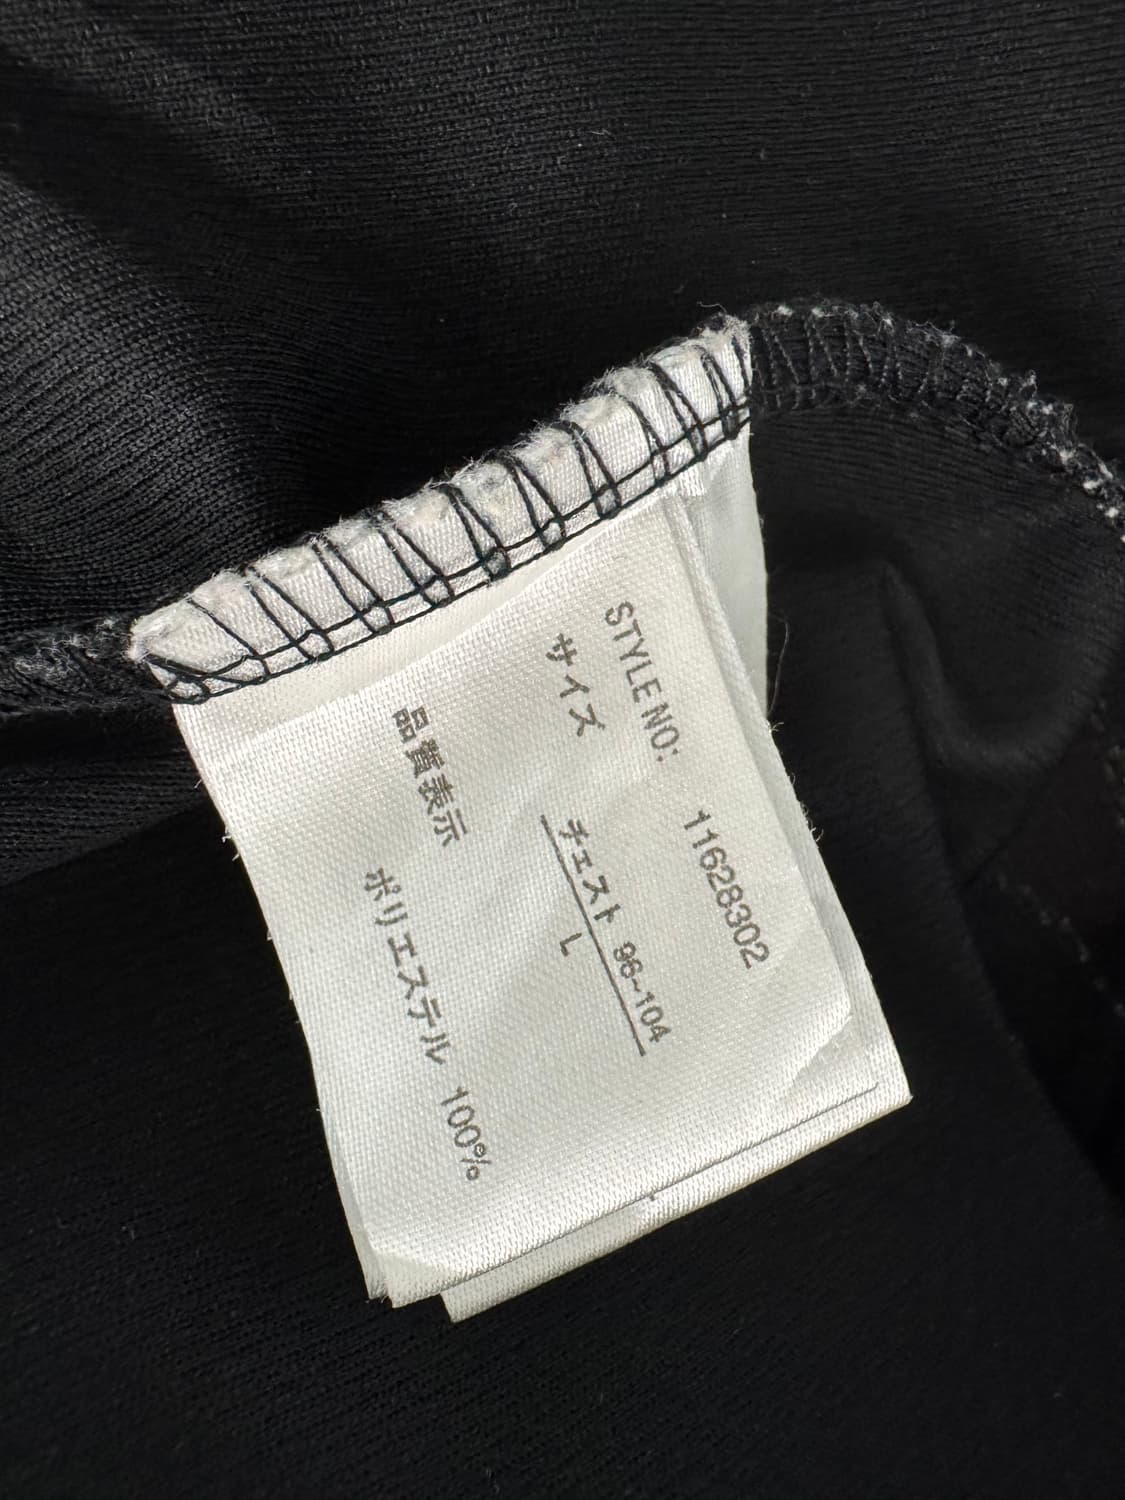 STYLE NO: 11628302
サイズ チェスト 96~104
L
品質表示
ポリエステル 100%